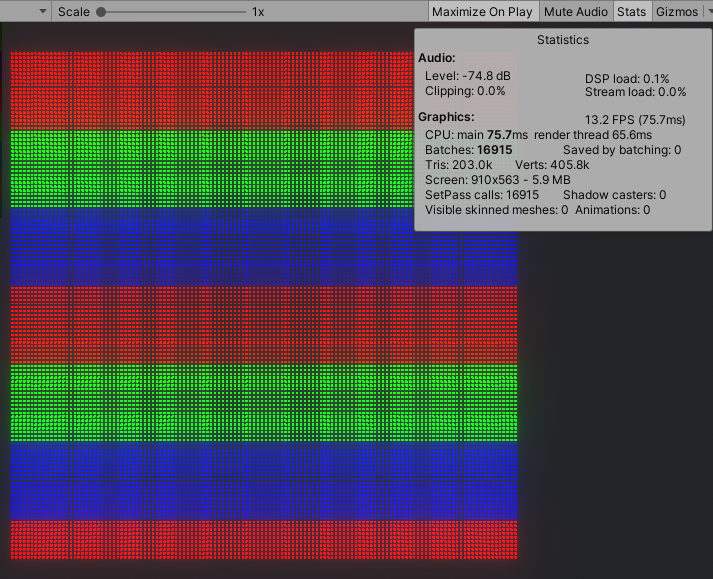 Scale 1x Maximize On Play Mute Audio Stats Gizmos
Statistics
Audio:
Level: -74.8 dB DSP load: 0.1%
Clipping: 0.0% Stream load: 0.0%
Graphics: 13.2 FPS (75.7ms)
CPU: main 75.7ms render thread 65.6ms
Batches: 16915 Saved by batching: 0
Tris: 203.0k Verts: 405.8k
Screen: 910x563 - 5.9 MB
SetPass calls: 16915 Shadow casters: 0
Visible skinned meshes: 0 Animations: 0